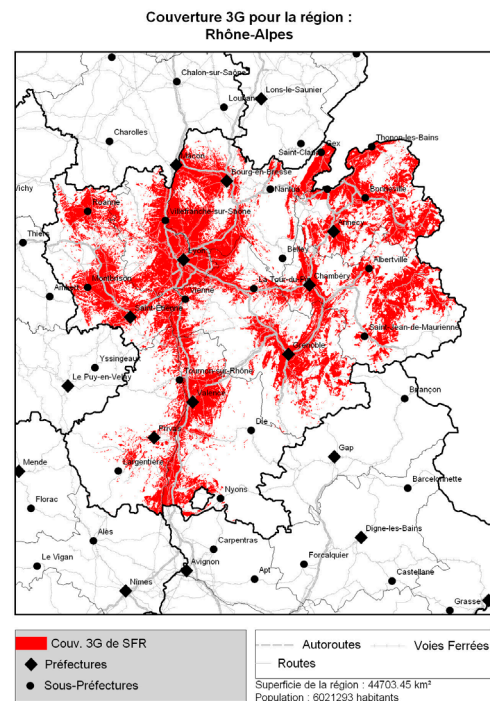 Couverture 3G pour la région :
Rhône-Alpes
Chalon-sur-Saône
Lons-le-Saunier
Louhans
Charolles
Saint-Claude
Gex
Thonon-les-Bains
Mâcon
Bourg-en-Bresse
Vichy
Nantua
Bonneville
Roanne
Villefranche-sur-Saône
Annecy
Thiers
Lyon
Belley
Albertville
Ambert
Montbrison
La Tour-du-Pin
Chambéry
Vienne
Saint-Étienne
Saint-Jean-de-Maurienne
Grenoble
Yssingeaux
Le Puy-en-Velay
Tournon-sur-Rhône
Valence
Briançon
Privas
Die
Gap
Mende
Largentière
Barcelonnette
Florac
Nyons
Alès
Digne-les-Bains
Carpentras
Le Vigan
Forcalquier
Avignon
Apt
Castellane
Nîmes
Grasse
Couv. 3G de SFR
Préfectures
Sous-Préfectures
Autoroutes
Voies Ferrées
Routes
Superficie de la région : 44703.45 km²
Population : 6021293 habitants